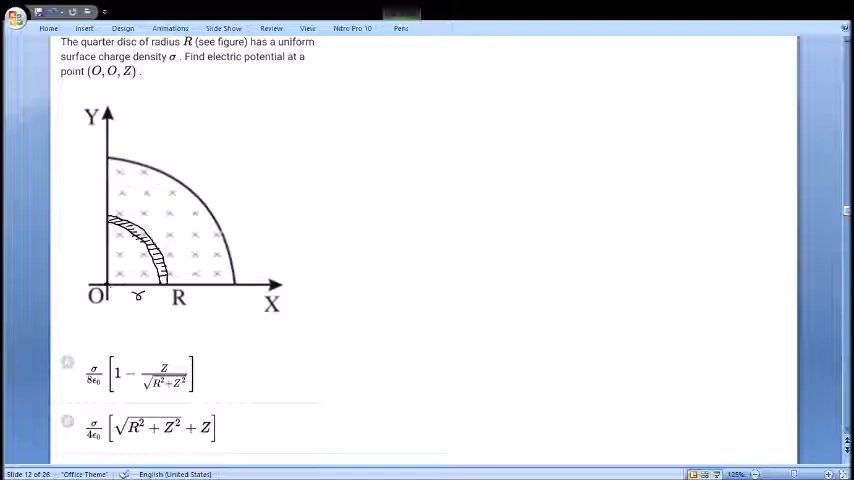 Home Insert Design Animations Slide Show Review View Nitro Pro 10 Pens
The quarter disc of radius R (see figure) has a uniform
surface charge density σ . Find electric potential at a
point (O, O, Z) .
Y
O r R
X
A σ/8ϵ₀ [1 − Z/√(R²+Z²)]
B σ/4ϵ₀ [√(R² + Z²) + Z]
Slide 12 of 26 "Office Theme" English (United States) 125%